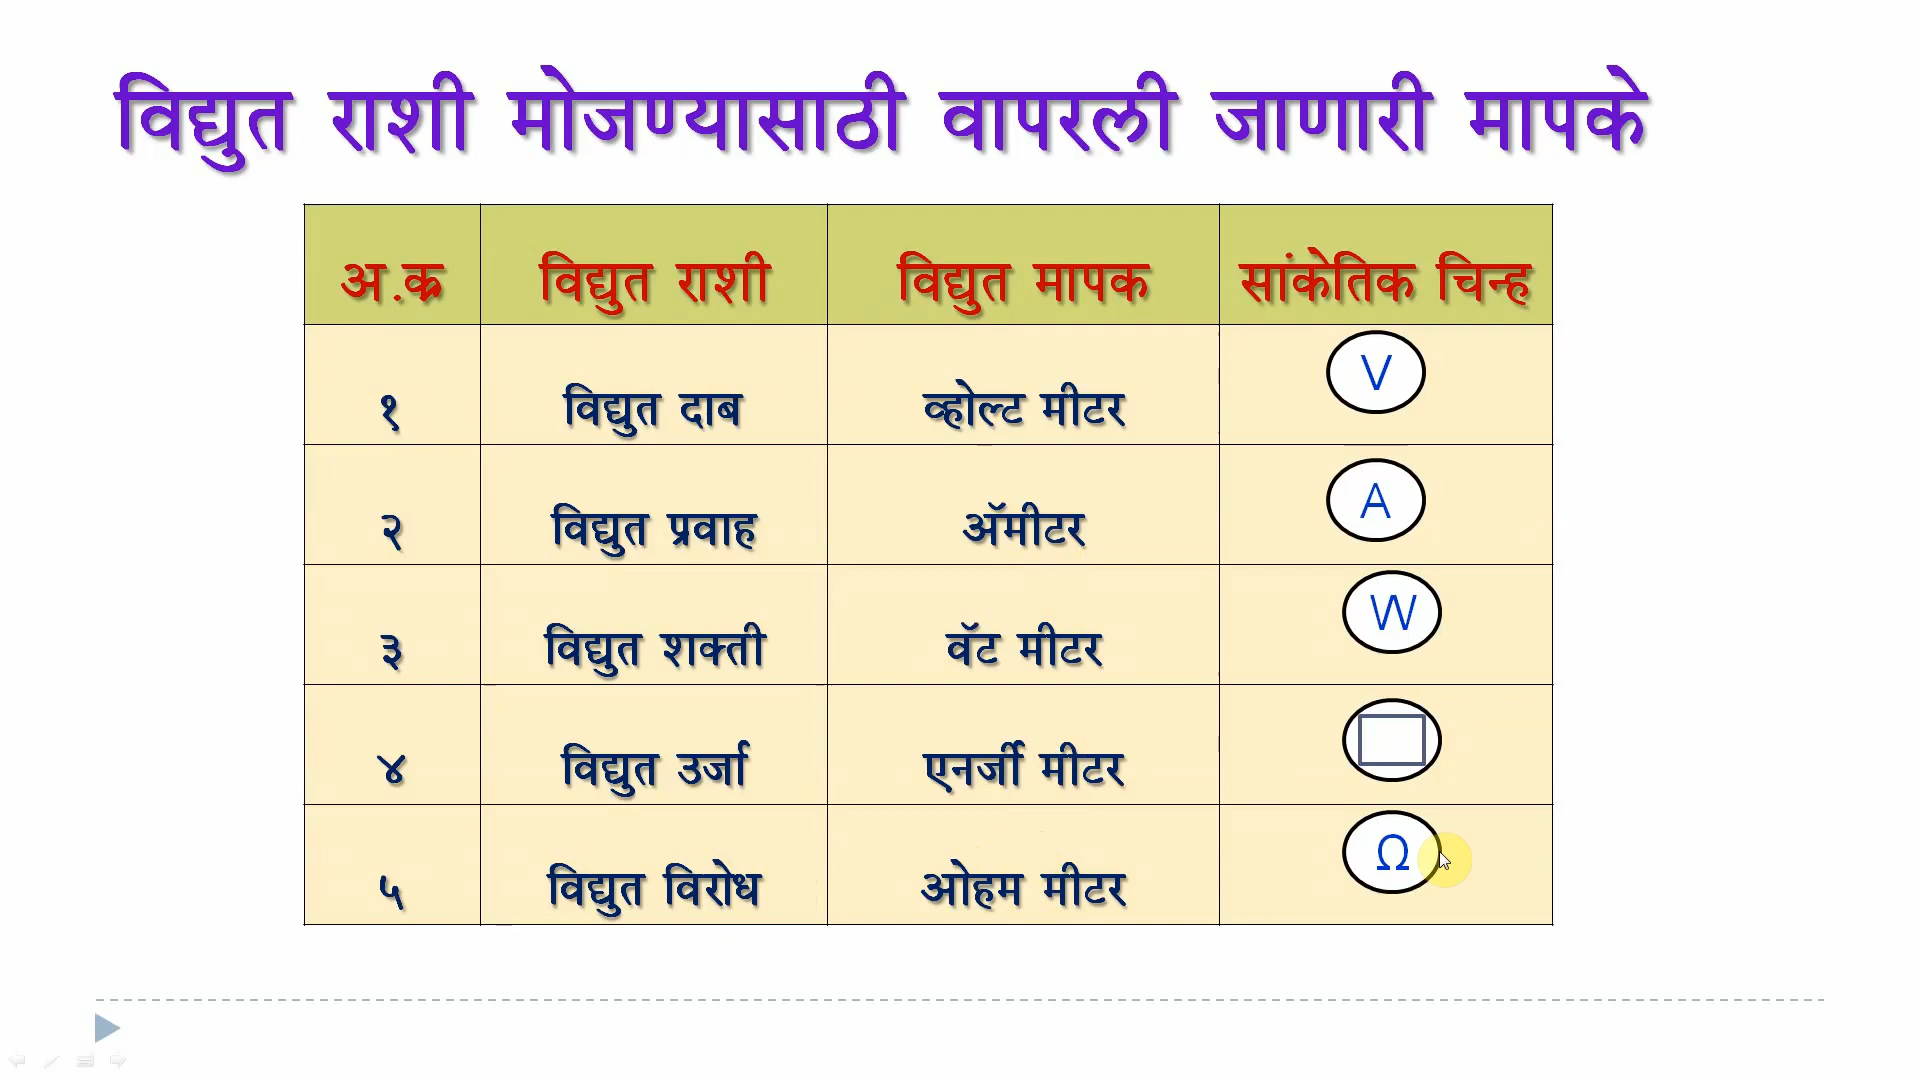 विद्युत राशी मोजण्यासाठी वापरली जाणारी मापके
अ.क्र विद्युत राशी विद्युत मापक सांकेतिक चिन्ह
१ विद्युत दाब व्होल्ट मीटर V
२ विद्युत प्रवाह ॲमीटर A
३ विद्युत शक्ती वॅट मीटर W
४ विद्युत उर्जा एनर्जी मीटर
५ विद्युत विरोध ओहम मीटर Ω